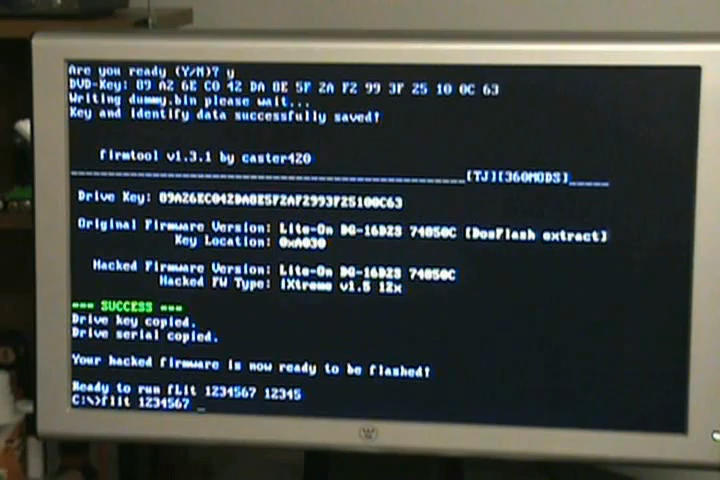 Are you ready (Y/N)? y
DVD-Key: 89 A2 6E C0 42 DA 8E 5F 2A F2 99 3F 25 10 0C 63
Writing dummy.bin please wait...
Key and Identify data successfully saved!
firmtool v1.3.1 by caster420
[TJ][360MODS]
Drive Key: 89A26EC042DA8E5F2AF2993F25100C63
Original Firmware Version: Lite-On DG-16D2S 74850C [DosFlash extract]
Key Location: 0xA030
Hacked Firmware Version: Lite-On DG-16D2S 74850C
Hacked FW Type: iXtreme v1.5 12x
--- SUCCESS ---
Drive key copied.
Drive serial copied.
Your hacked firmware is now ready to be flashed!
Ready to run flit 1234567 12345
C:\>flit 1234567 _